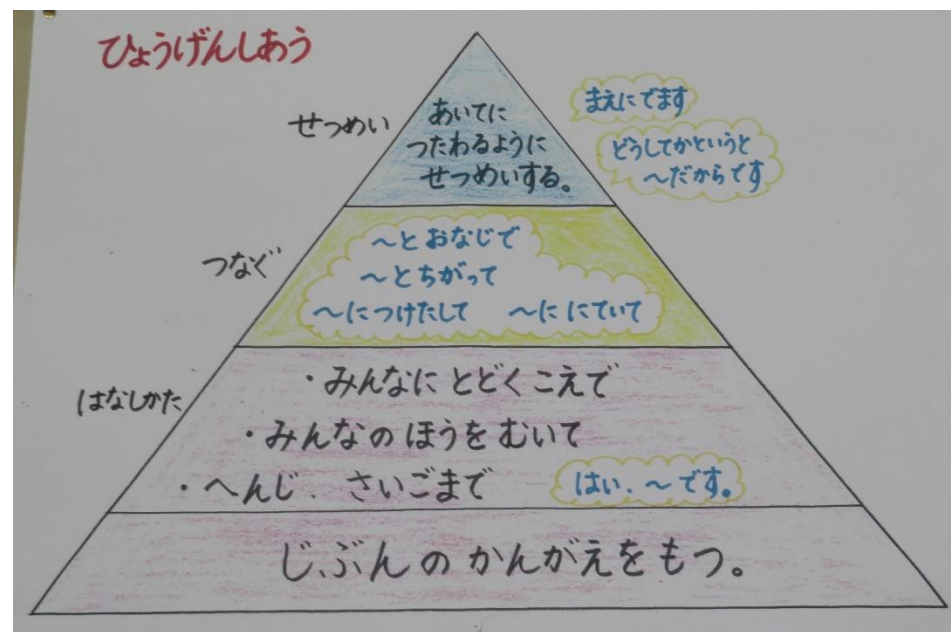 ひょうげんしあう
せつめい
あいてに
つたわるように
せつめいする。
まえにでます
どうしてかというと
～だからです
つなぐ
～とおなじで
～とちがって
～につけたして　～ににていて
はなしかた
・みんなにとどくこえで
・みんなのほうをむいて
・へんじ、さいごまで
はい、～です。
じぶんのかんがえをもつ。